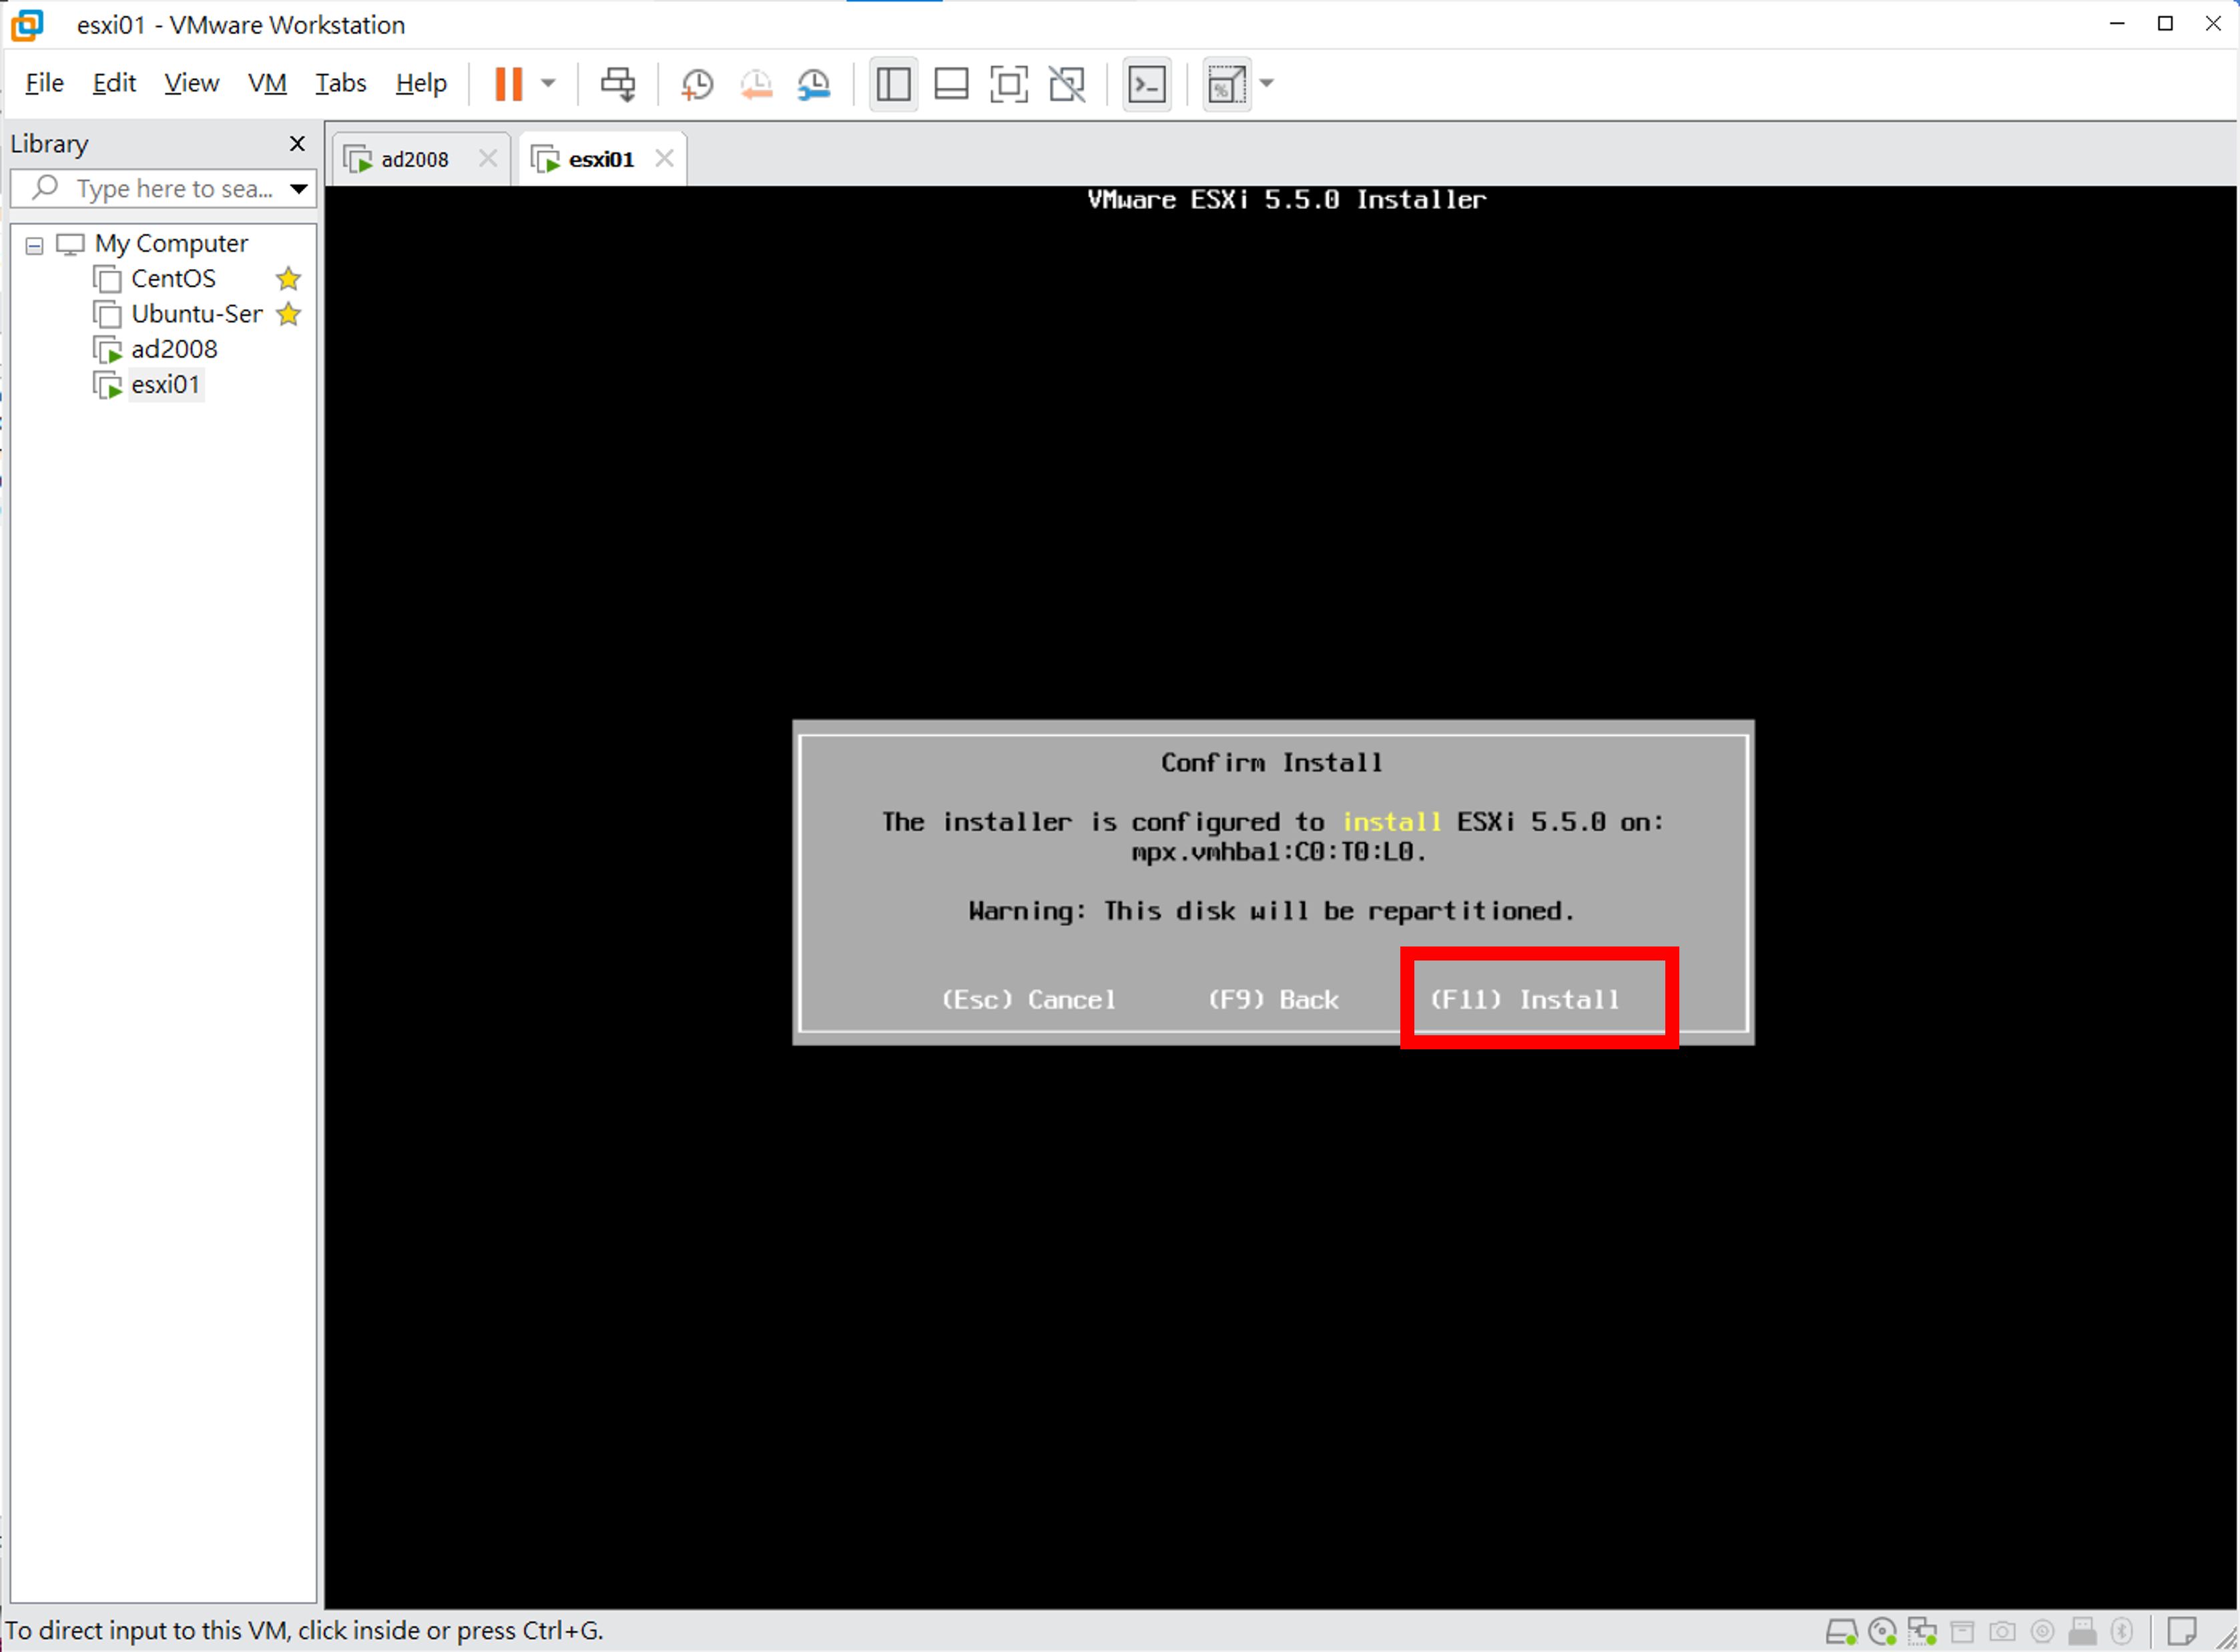 esxi01 - VMware Workstation
File Edit View VM Tabs Help
Library
Type here to sea...
My Computer
CentOS
Ubuntu-Ser
ad2008
esxi01
ad2008
esxi01
VMware ESXi 5.5.0 Installer
Confirm Install
The installer is configured to install ESXi 5.5.0 on:
mpx.vmhba1:C0:T0:L0.
Warning: This disk will be repartitioned.
(Esc) Cancel (F9) Back (F11) Install
To direct input to this VM, click inside or press Ctrl+G.